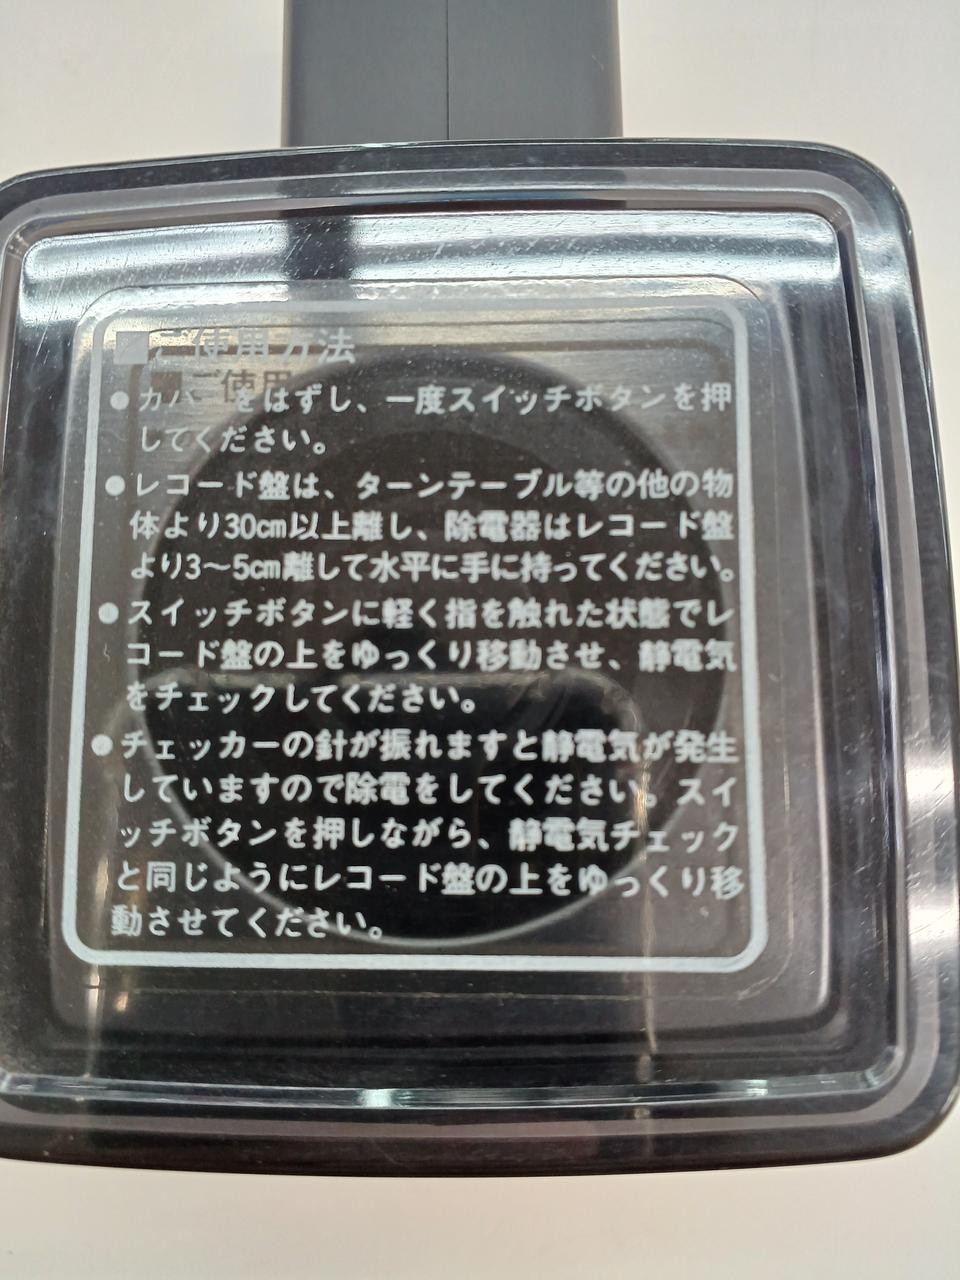 ■ご使用方法
●カバーをはずし、一度スイッチボタンを押
してください。
●レコード盤は、ターンテーブル等の他の物
体より30cm以上離し、除電器はレコード盤
より3〜5cm離して水平に手に持ってください。
●スイッチボタンに軽く指を触れた状態でレ
コード盤の上をゆっくり移動させ、静電気
をチェックしてください。
●チェッカーの針が振れますと静電気が発生
していますので除電をしてください。スイ
ッチボタンを押しながら、静電気チェック
と同じようにレコード盤の上をゆっくり移
動させてください。